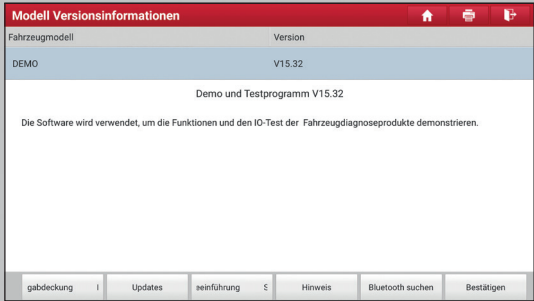 Modell Versionsinformationen
Fahrzeugmodell Version
DEMO V15.32
Demo und Testprogramm V15.32
Die Software wird verwendet, um die Funktionen und den IO-Test der Fahrzeugdiagnoseprodukte demonstrieren.
gabdeckung I Updates eeinführung S Hinweis Bluetooth suchen Bestätigen